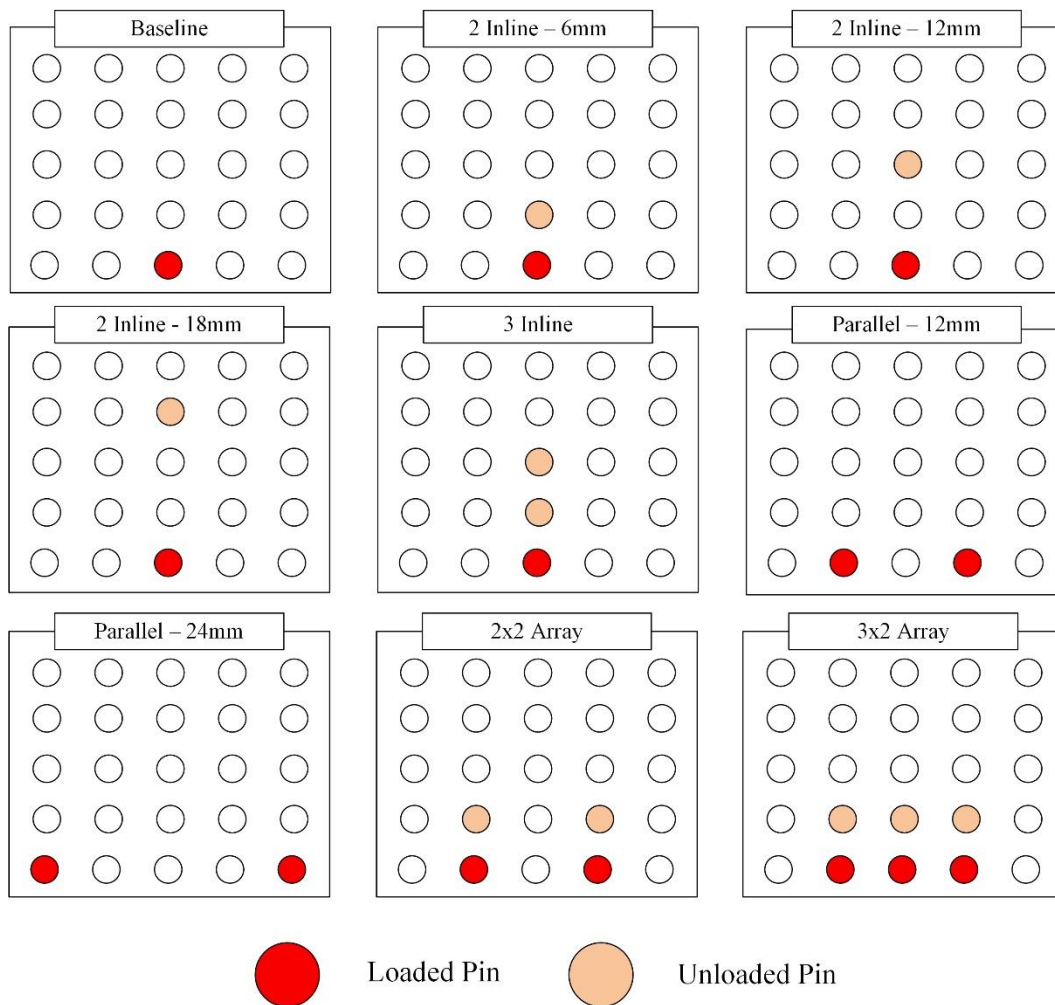 Baseline
2 Inline – 6mm
2 Inline – 12mm
2 Inline - 18mm
3 Inline
Parallel – 12mm
Parallel – 24mm
2x2 Array
3x2 Array
Loaded Pin
Unloaded Pin